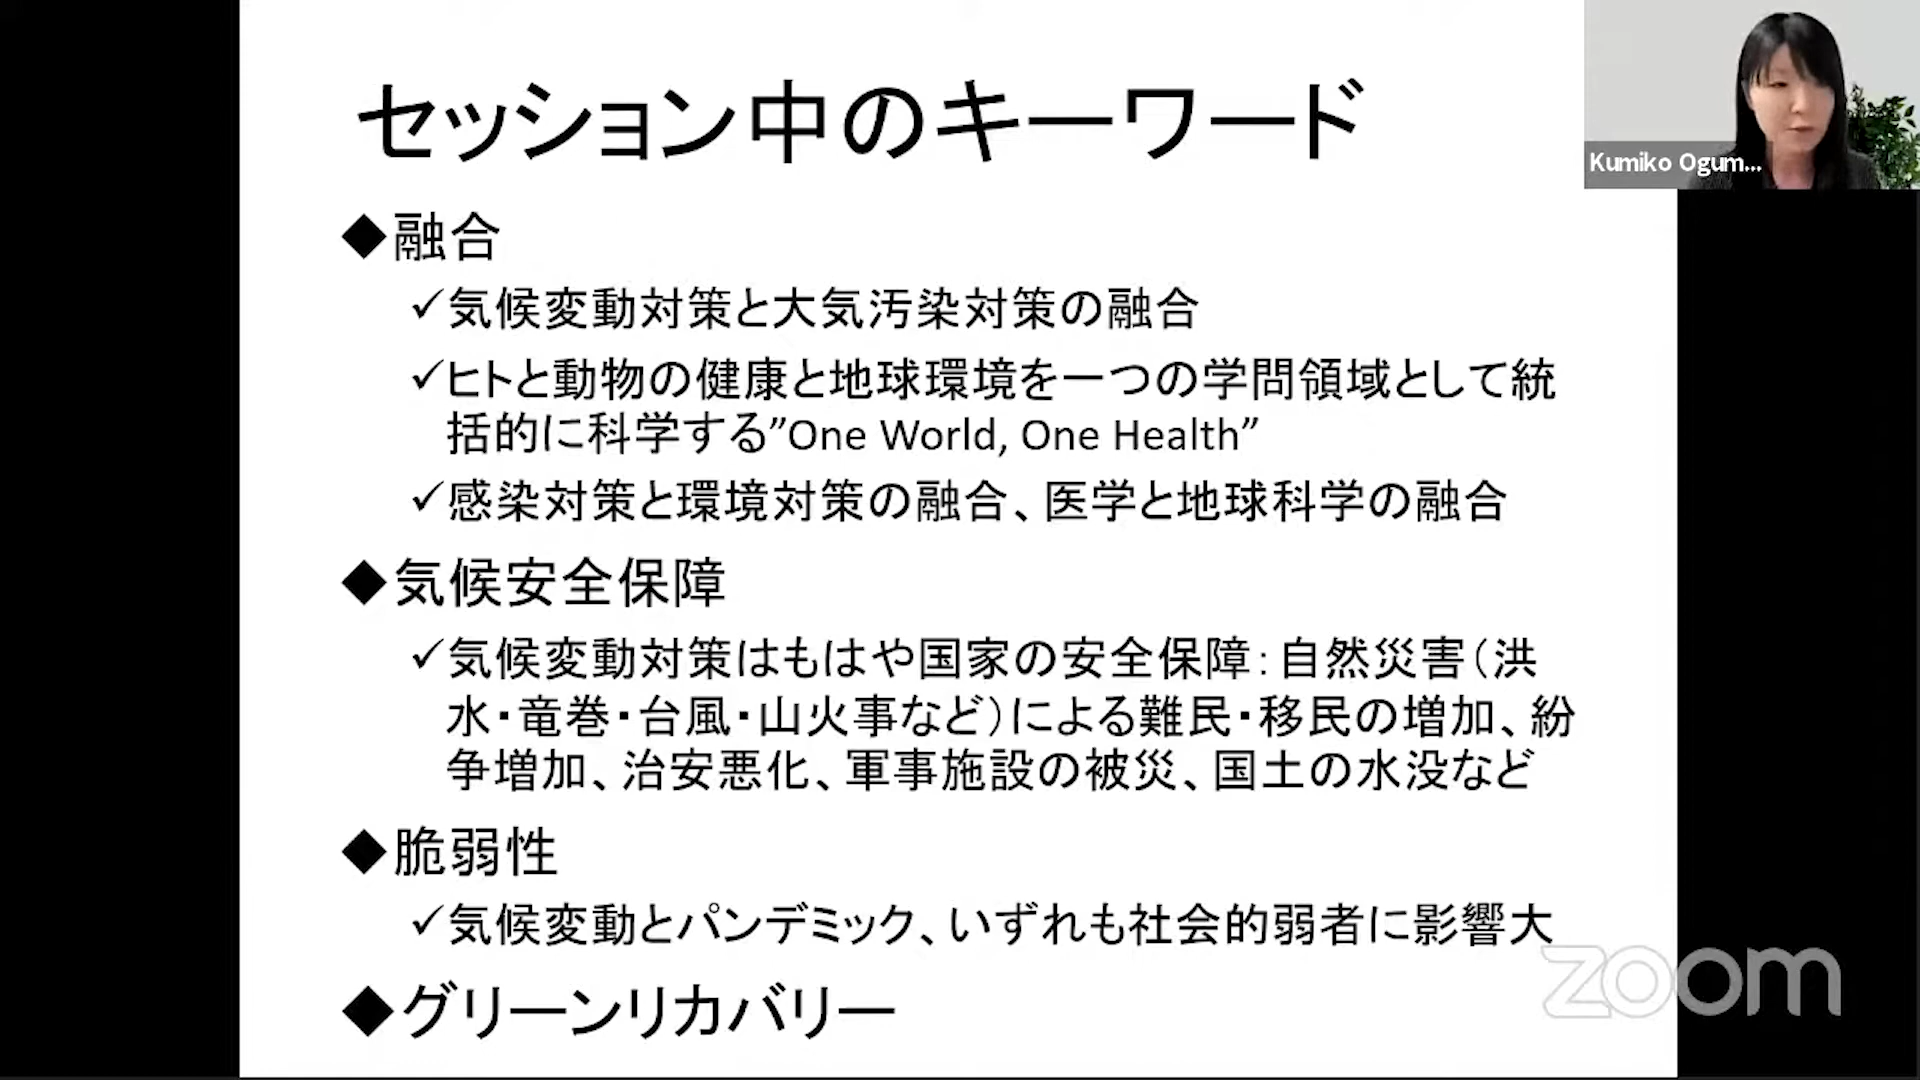 セッション中のキーワード
Kumiko Ogum...
◆融合
✓気候変動対策と大気汚染対策の融合
✓ヒトと動物の健康と地球環境を一つの学問領域として統
括的に科学する”One World, One Health”
✓感染対策と環境対策の融合、医学と地球科学の融合
◆気候安全保障
✓気候変動対策はもはや国家の安全保障：自然災害（洪
水・竜巻・台風・山火事など）による難民・移民の増加、紛
争増加、治安悪化、軍事施設の被災、国土の水没など
◆脆弱性
✓気候変動とパンデミック、いずれも社会的弱者に影響大
◆グリーンリカバリー
zoom